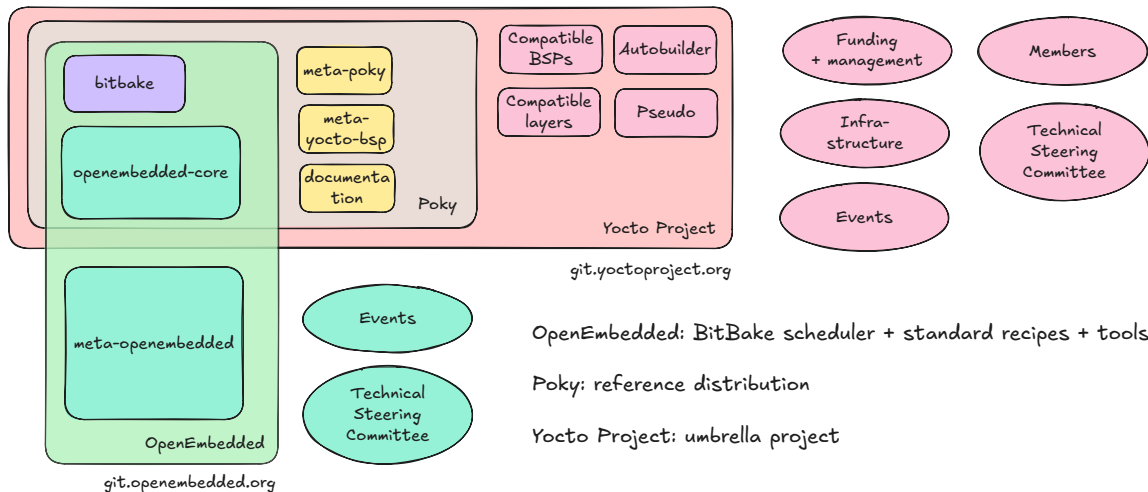 bitbake
openembedded-core
meta-poky
meta-
yocto-bsp
documenta
tion
Poky
Compatible
BSPs
Autobuilder
Compatible
layers
Pseudo
Yocto Project
git.yoctoproject.org
Funding
+ management
Members
Infra-
structure
Technical
Steering
Committee
Events
meta-openembedded
OpenEmbedded
git.openembedded.org
Events
Technical
Steering
Committee
OpenEmbedded: BitBake scheduler + standard recipes + tools
Poky: reference distribution
Yocto Project: umbrella project